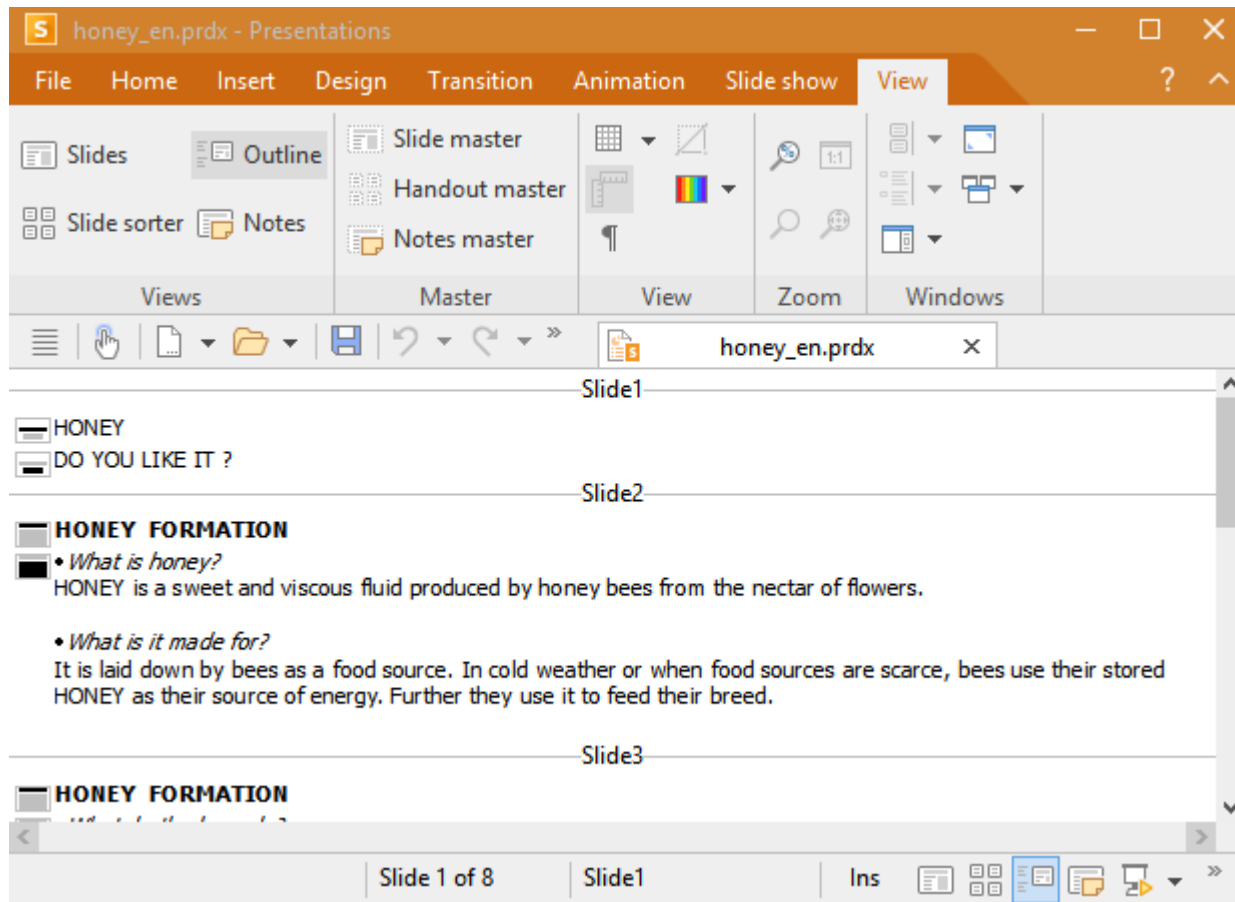 S honey_en.prdx - Presentations
File Home Insert Design Transition Animation Slide show View ?
Slides Outline Slide master
Handout master
Slide sorter Notes Notes master
1:1
¶
Views Master View Zoom Windows
honey_en.prdx
Slide1
HONEY
DO YOU LIKE IT ?
Slide2
HONEY FORMATION
• What is honey?
HONEY is a sweet and viscous fluid produced by honey bees from the nectar of flowers.
• What is it made for?
It is laid down by bees as a food source. In cold weather or when food sources are scarce, bees use their stored
HONEY as their source of energy. Further they use it to feed their breed.
Slide3
HONEY FORMATION
Slide 1 of 8 Slide1 Ins